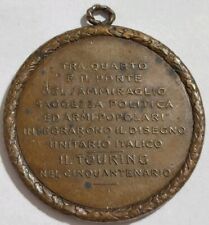 TRA QUARTO
E IL PONTE
DELL'AMMIRAGLIO
SAGGEZZA POLITICA
ED ARMI POPOLARI
INTEGRARONO IL DISEGNO
UNITARIO ITALICO
IL TOURING
NEL CINQUANTENARIO